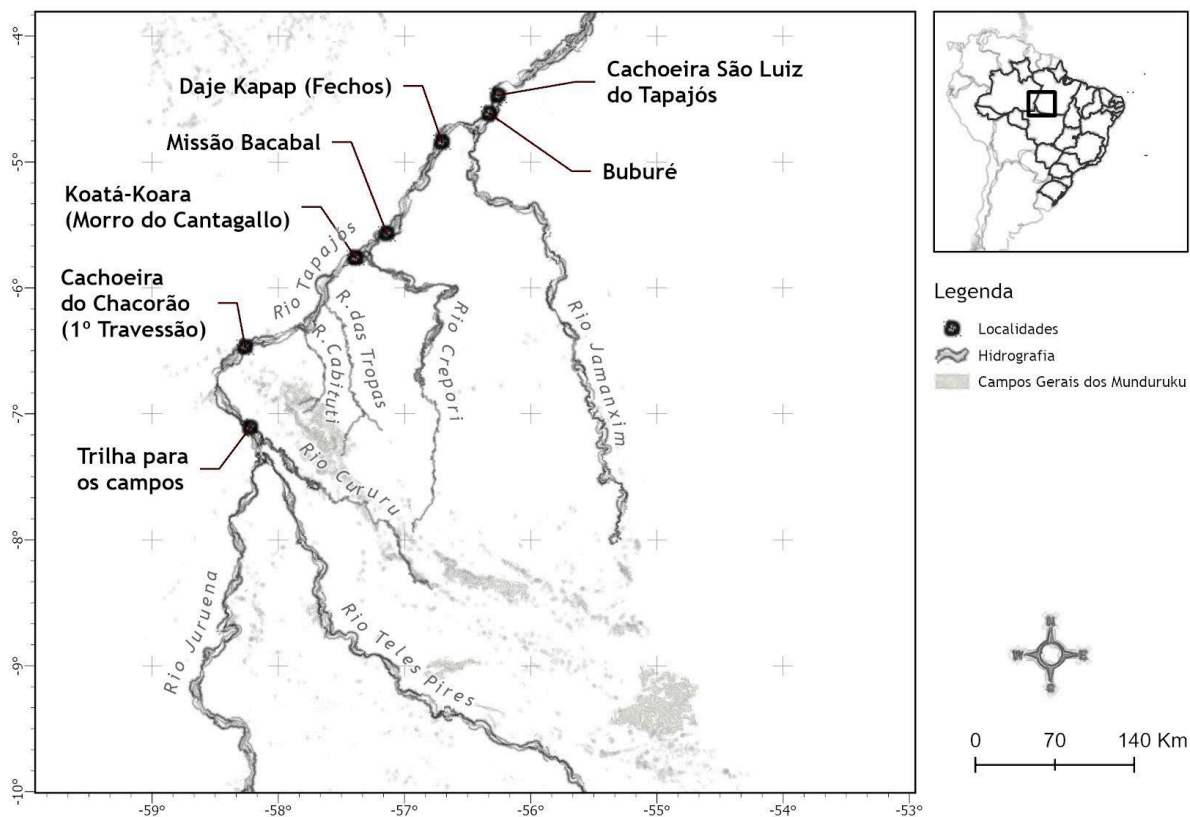 Cachoeira São Luiz
do Tapajós
Daje Kapap (Fechos)
Missão Bacabal
Buburé
Koatá-Koara
(Morro do Cantagallo)
Cachoeira
do Chacorão
(1º Travessão)
Trilha para
os campos
Rio Tapajós
R. das Tropas
R. Cabituti
Rio Crepori
Rio Jamanxim
Rio Cururu
Rio Juruena
Rio Teles Pires
-4°
-5°
-6°
-7°
-8°
-9°
-10°
-59
-58
-57
-56
-55
-54
-53
Legenda
Localidades
Hidrografia
Campos Gerais dos Munduruku
N
W E
S
0 70 140 Km